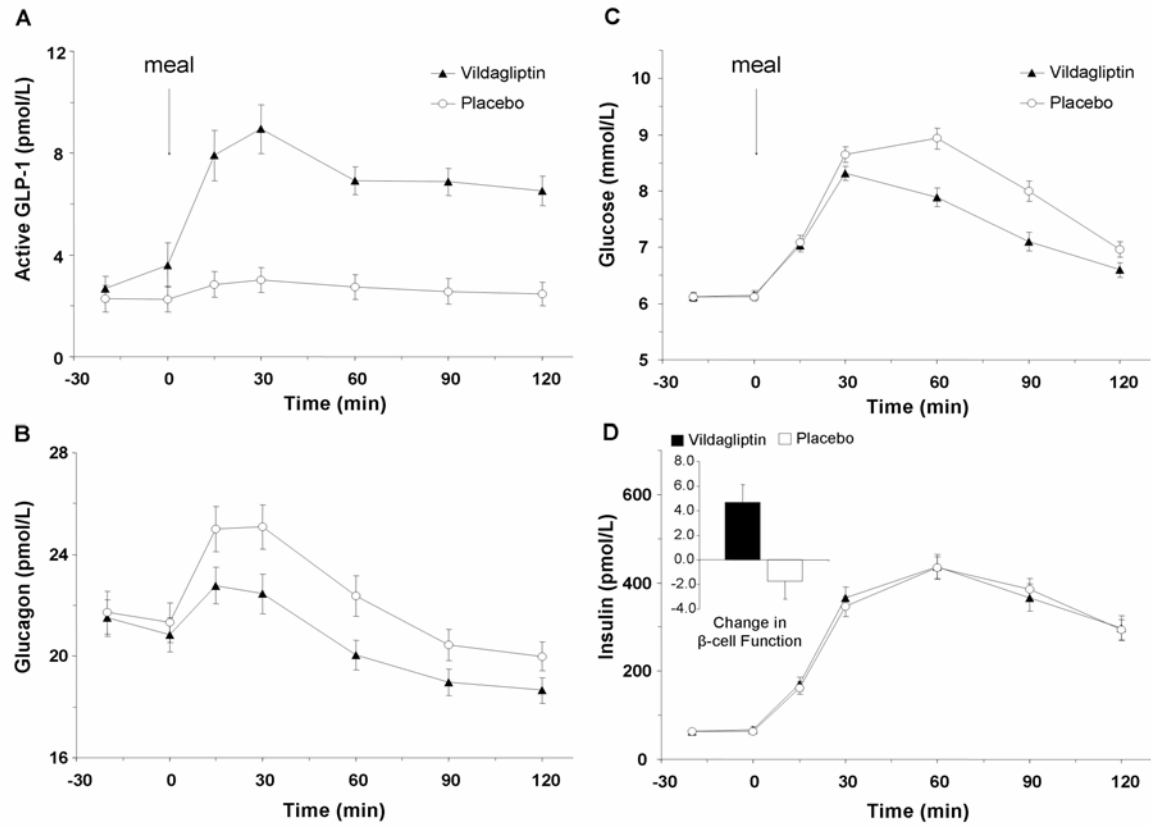 A
meal
Vildagliptin
Placebo
Active GLP-1 (pmol/L)
12
8
4
0
-30
0
30
60
90
120
Time (min)
C
meal
Vildagliptin
Placebo
Glucose (mmol/L)
10
9
8
7
6
5
-30
0
30
60
90
120
Time (min)
B
Glucagon (pmol/L)
28
24
20
16
-30
0
30
60
90
120
Time (min)
D
Vildagliptin
Placebo
8.0
6.0
4.0
2.0
0.0
-2.0
-4.0
Change in
β-cell Function
Insulin (pmol/L)
600
400
200
0
-30
0
30
60
90
120
Time (min)